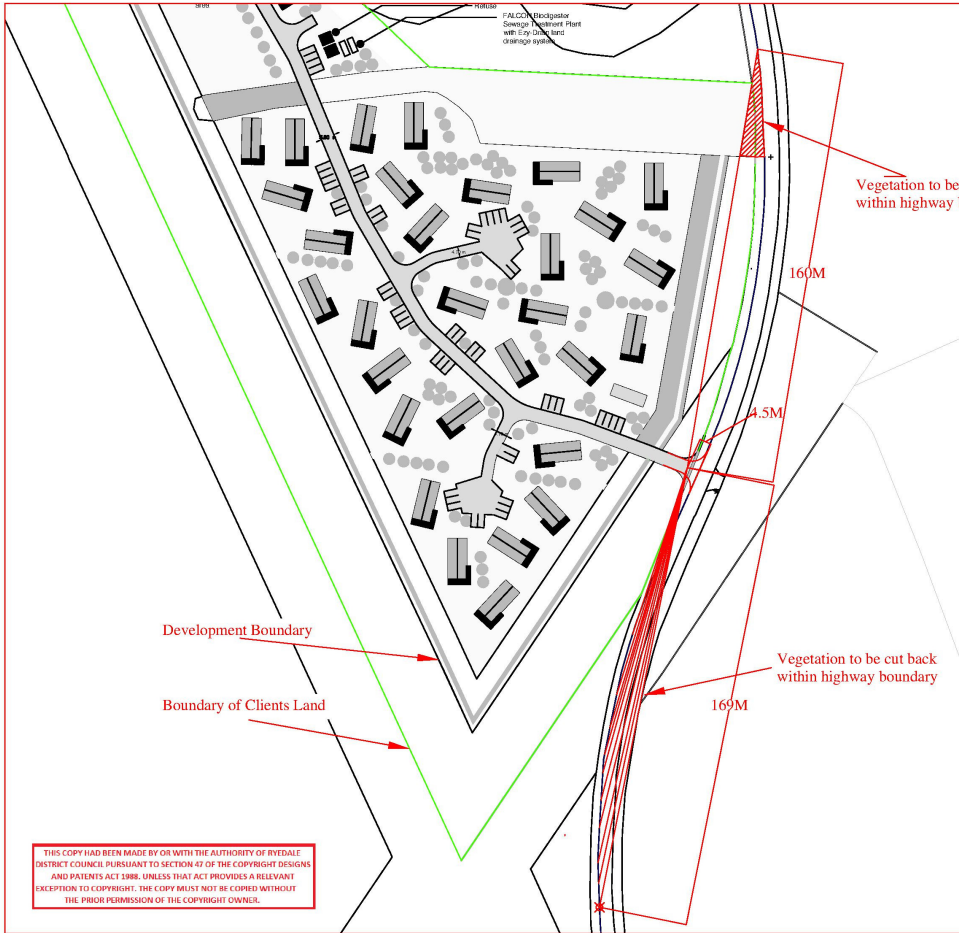 area
Refuse
FALCON Biodigester
Sewage Treatment Plant
with Ezy-Drain land
drainage system
Vegetation to be
within highway
160M
4.5M
Development Boundary
Vegetation to be cut back
within highway boundary
Boundary of Clients Land
169M
THIS COPY HAD BEEN MADE BY OR WITH THE AUTHORITY OF RYEDALE
DISTRICT COUNCIL PURSUANT TO SECTION 47 OF THE COPYRIGHT DESIGNS
AND PATENTS ACT 1988. UNLESS THAT ACT PROVIDES A RELEVANT
EXCEPTION TO COPYRIGHT. THE COPY MUST NOT BE COPIED WITHOUT
THE PRIOR PERMISSION OF THE COPYRIGHT OWNER.